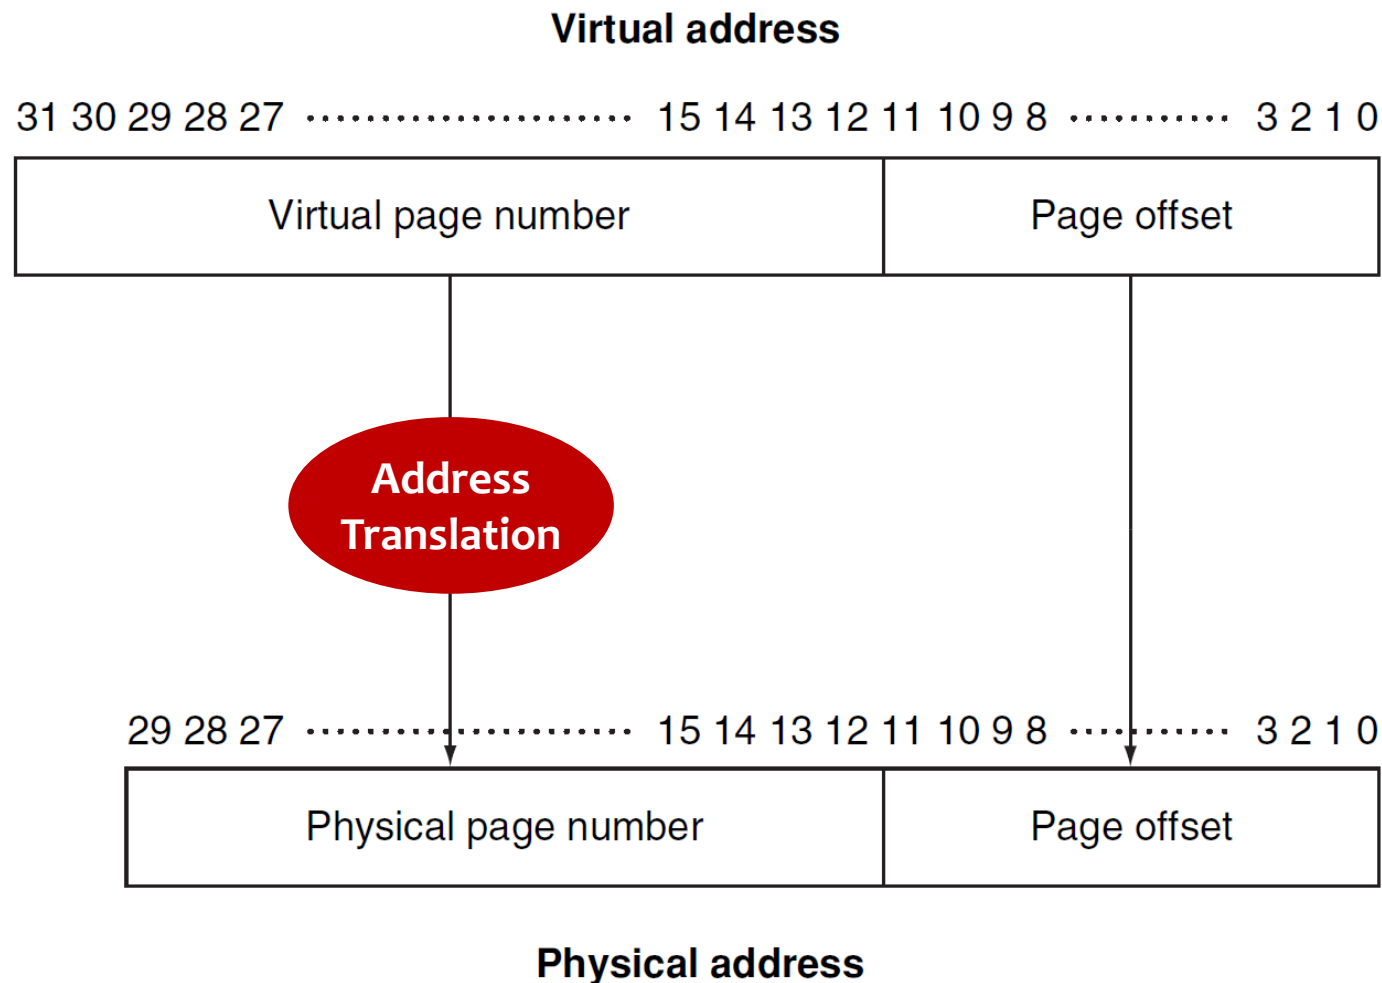 Virtual address
31 30 29 28 27 ··················· 15 14 13 12 11 10 9 8 ·········· 3 2 1 0
Virtual page number Page offset
Address
Translation
29 28 27 ··················· 15 14 13 12 11 10 9 8 ·········· 3 2 1 0
Physical page number Page offset
Physical address